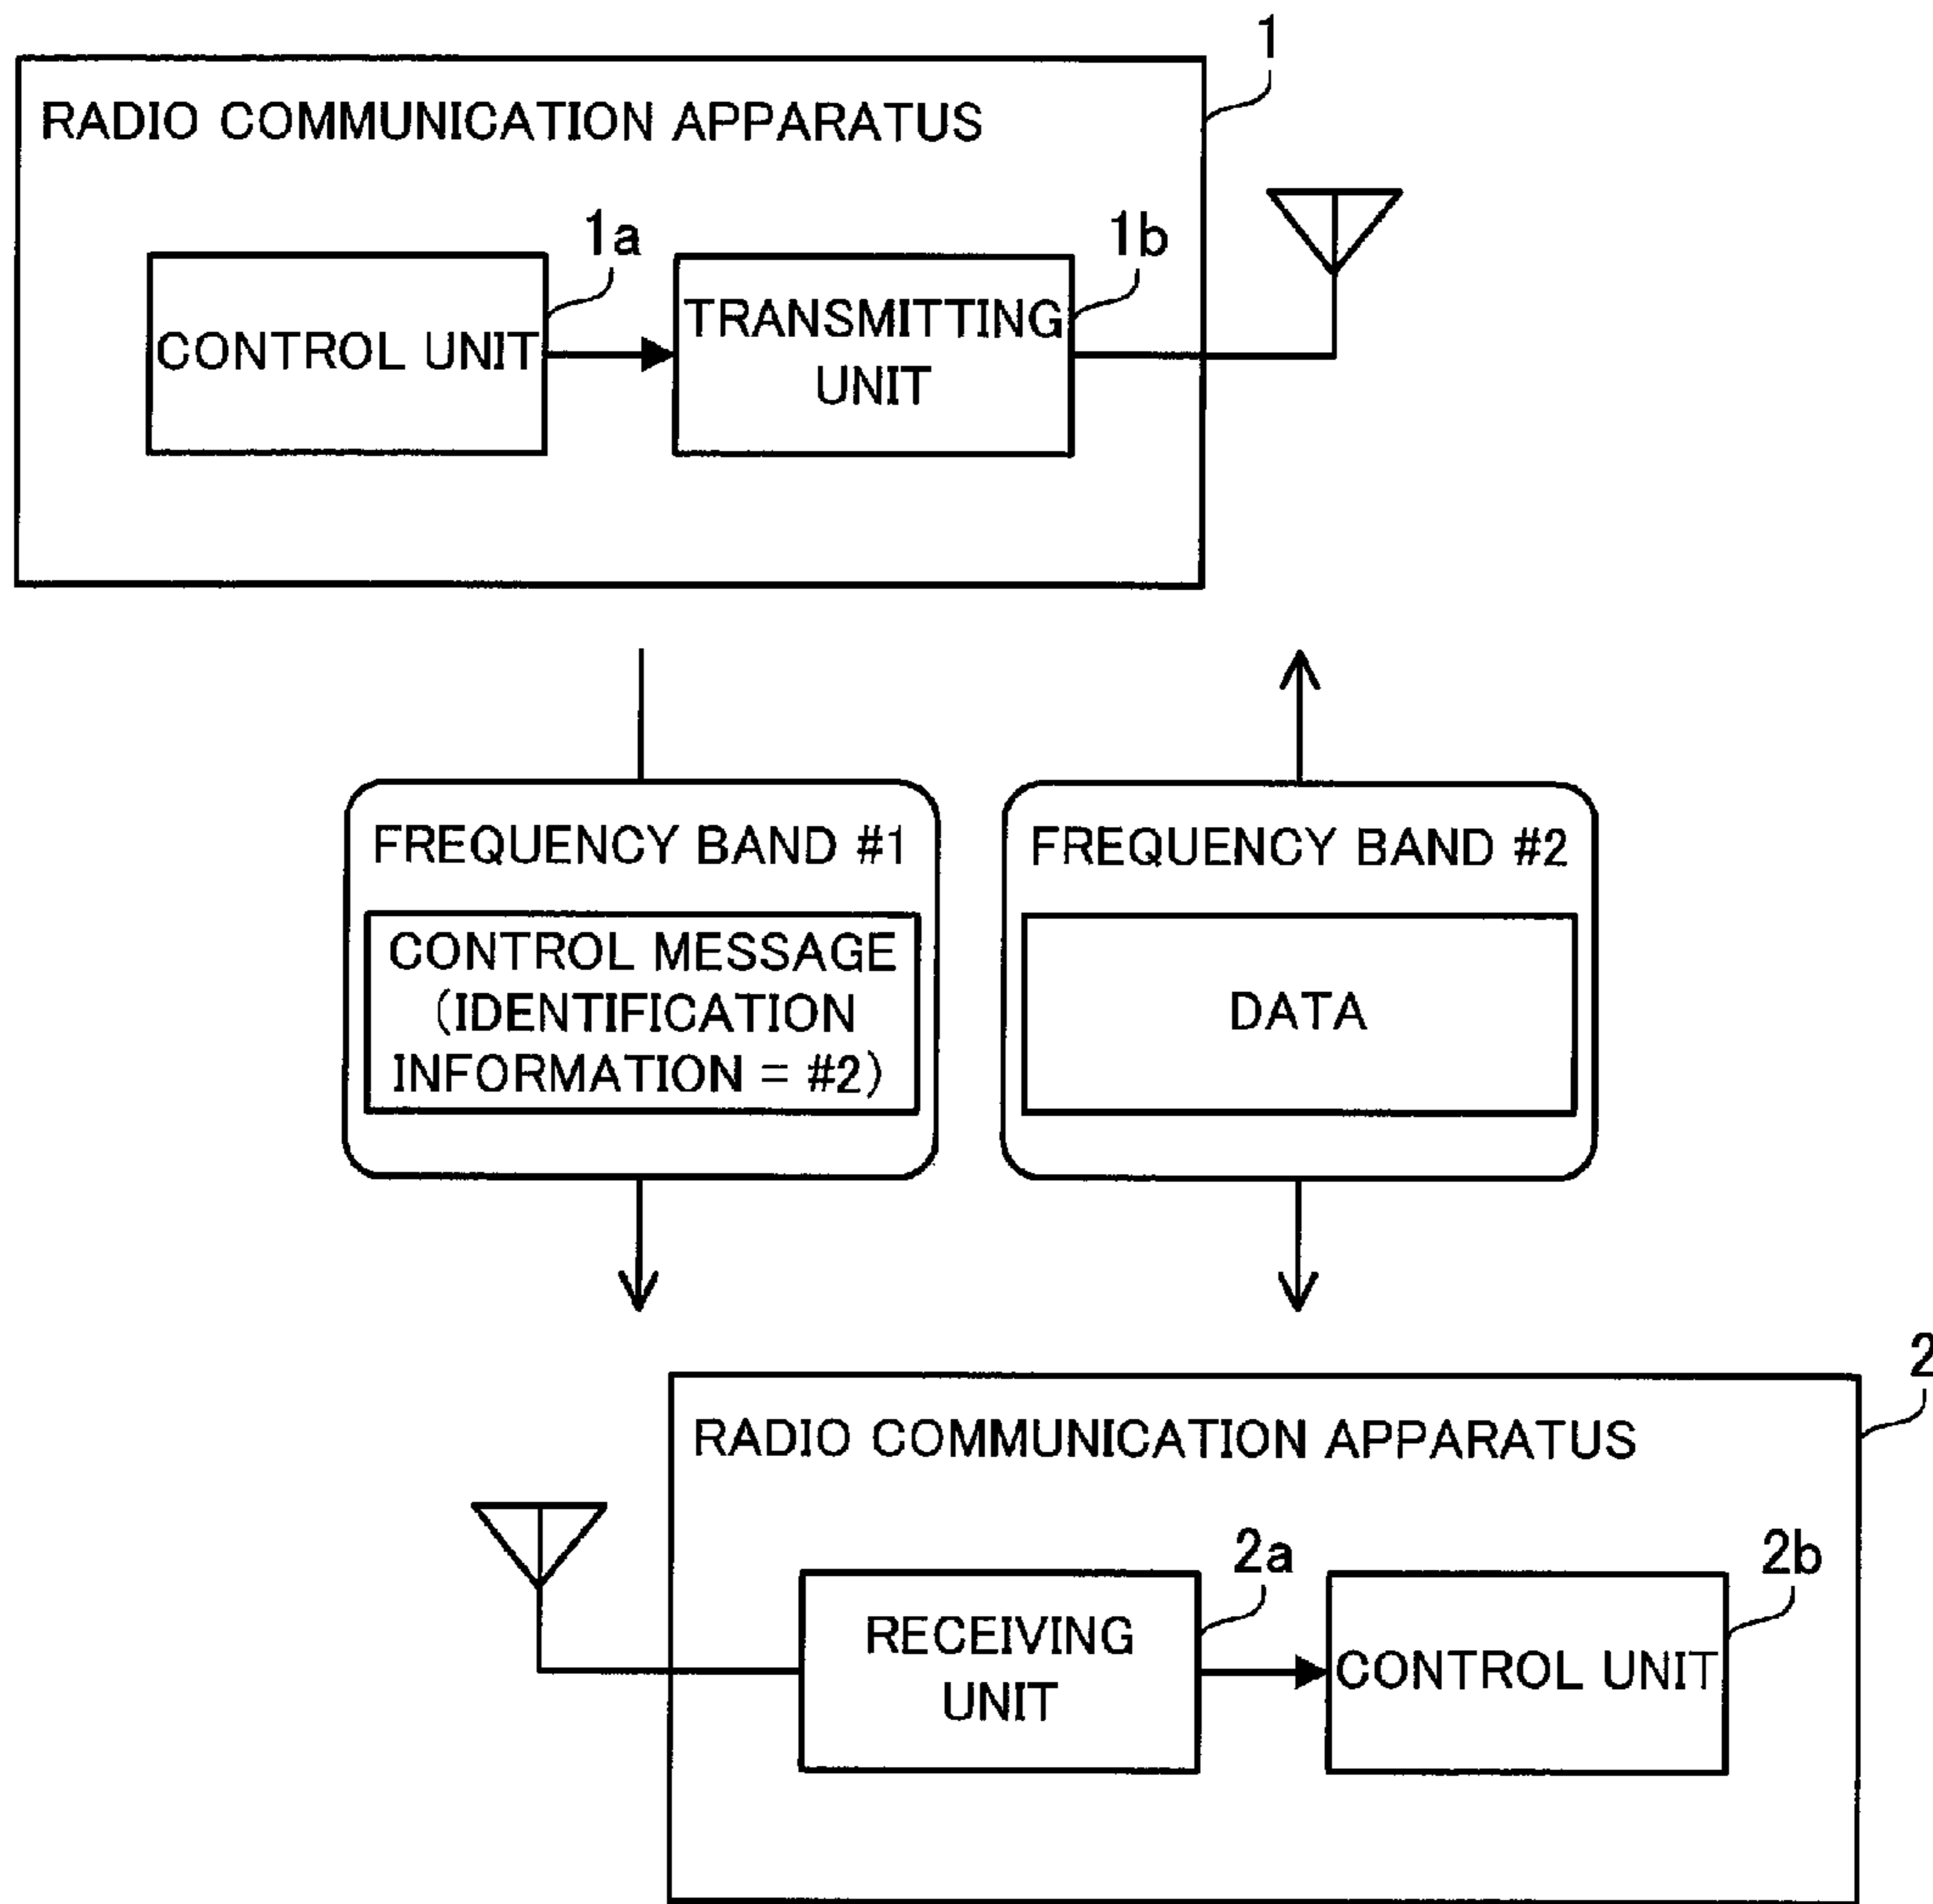 1
RADIO COMMUNICATION APPARATUS
1a
1b
CONTROL UNIT
TRANSMITTING
UNIT
FREQUENCY BAND #1
CONTROL MESSAGE
(IDENTIFICATION
INFORMATION = #2)
FREQUENCY BAND #2
DATA
2
RADIO COMMUNICATION APPARATUS
2a
2b
RECEIVING
UNIT
CONTROL UNIT